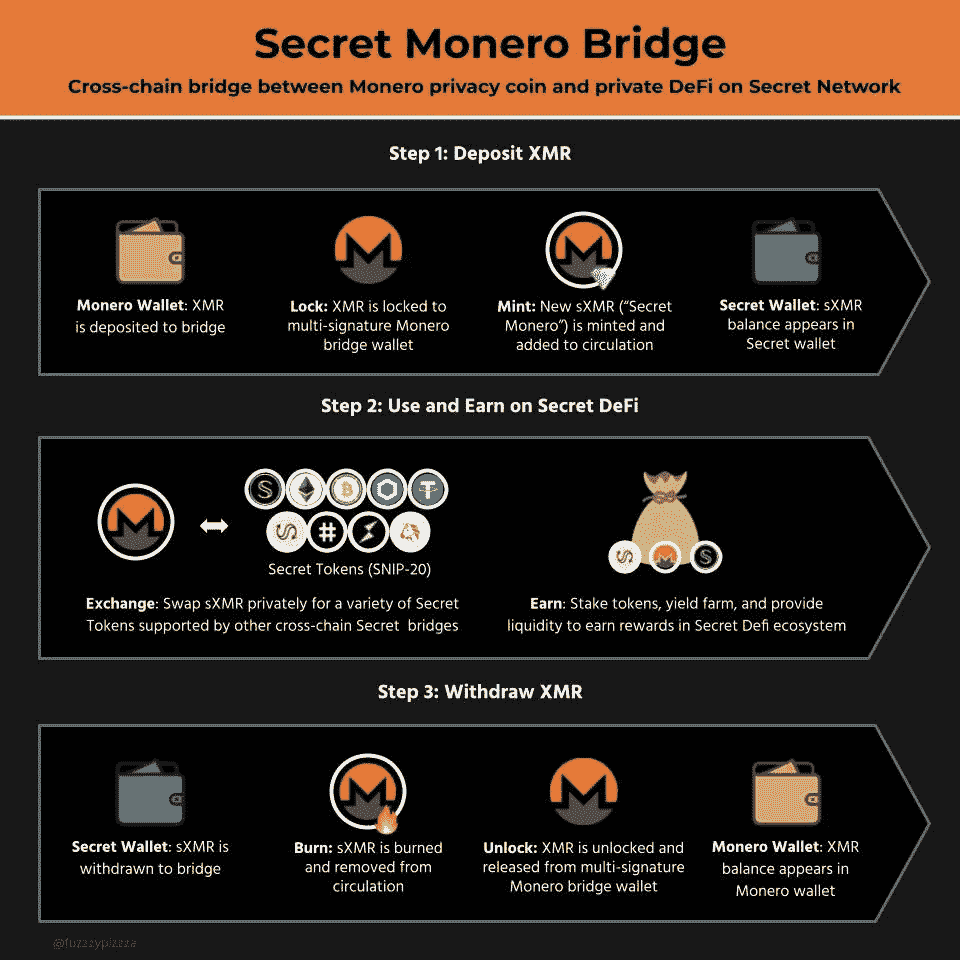 Secret Monero Bridge
Cross-chain bridge between Monero privacy coin and private DeFi on Secret Network
Step 1: Deposit XMR
Monero Wallet: XMR
is deposited to bridge
Lock: XMR is locked to
multi-signature Monero
bridge wallet
Mint: New sXMR (“Secret
Monero”) is minted and
added to circulation
Secret Wallet: sXMR
balance appears in
Secret wallet
Step 2: Use and Earn on Secret DeFi
Secret Tokens (SNIP-20)
Exchange: Swap sXMR privately for a variety of Secret
Tokens supported by other cross-chain Secret bridges
Earn: Stake tokens, yield farm, and provide
liquidity to earn rewards in Secret Defi ecosystem
Step 3: Withdraw XMR
Secret Wallet: sXMR is
withdrawn to bridge
Burn: sXMR is burned
and removed from
circulation
Unlock: XMR is unlocked and
released from multi-signature
Monero bridge wallet
Monero Wallet: XMR
balance appears in
Monero wallet
@fuzzzypizzza